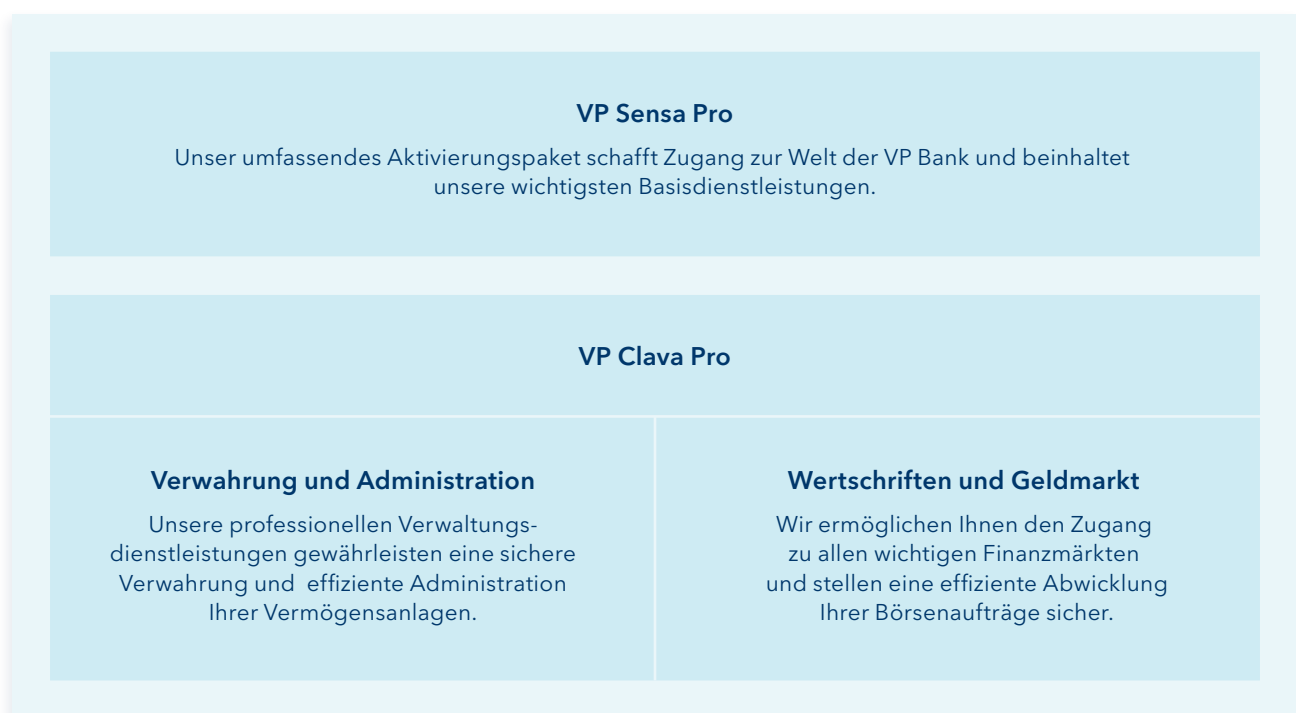 VP Sensa Pro
Unser umfassendes Aktivierungspaket schafft Zugang zur Welt der VP Bank und beinhaltet
unsere wichtigsten Basisdienstleistungen.
VP Clava Pro
Verwahrung und Administration
Unsere professionellen Verwaltungs-
dienstleistungen gewährleisten eine sichere
Verwahrung und  effiziente Administration
Ihrer Vermögensanlagen.
Wertschriften und Geldmarkt
Wir ermöglichen Ihnen den Zugang
zu allen wichtigen Finanzmärkten
und stellen eine effiziente Abwicklung
Ihrer Börsenaufträge sicher.